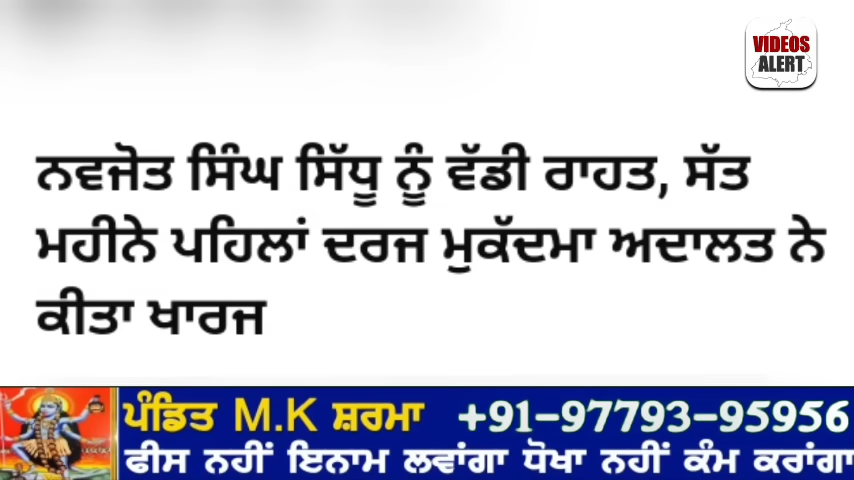 VIDEOS
ALERT
ਨਵਜੋਤ ਸਿੰਘ ਸਿੱਧੂ ਨੂੰ ਵੱਡੀ ਰਾਹਤ, ਸੱਤ
ਮਹੀਨੇ ਪਹਿਲਾਂ ਦਰਜ ਮੁਕੱਦਮਾ ਅਦਾਲਤ ਨੇ
ਕੀਤਾ ਖਾਰਜ
ਪੰਡਿਤ M.K ਸ਼ਰਮਾ +91-97793-95956
ਫੀਸ ਨਹੀਂ ਇਨਾਮ ਲਵਾਂਗਾ ਧੋਖਾ ਨਹੀਂ ਕੰਮ ਕਰਾਂਗਾ